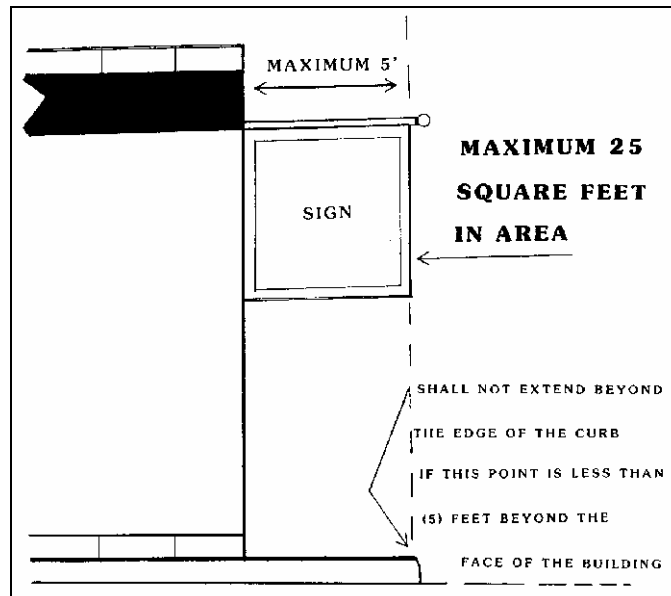 MAXIMUM 5'
MAXIMUM 25
SQUARE FEET
SIGN
IN AREA
SHALL NOT EXTEND BEYOND
THE EDGE OF THE CURB
IF THIS POINT IS LESS THAN
(5) FEET BEYOND THE
FACE OF THE BUILDING